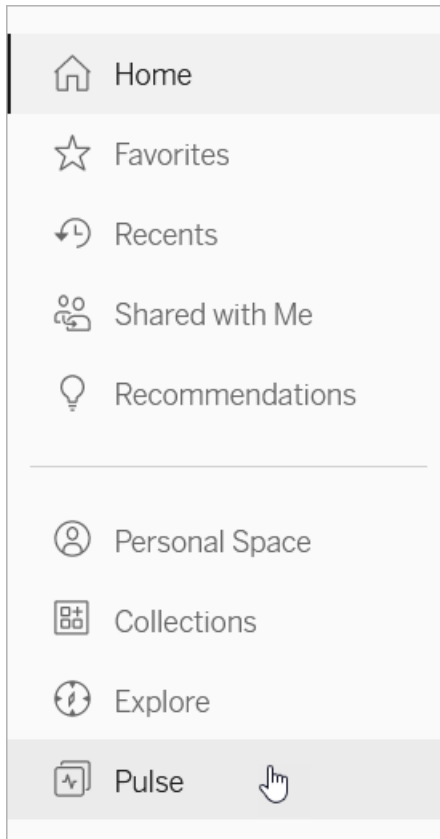 Home
Favorites
Recents
Shared with Me
Recommendations
Personal Space
Collections
Explore
Pulse